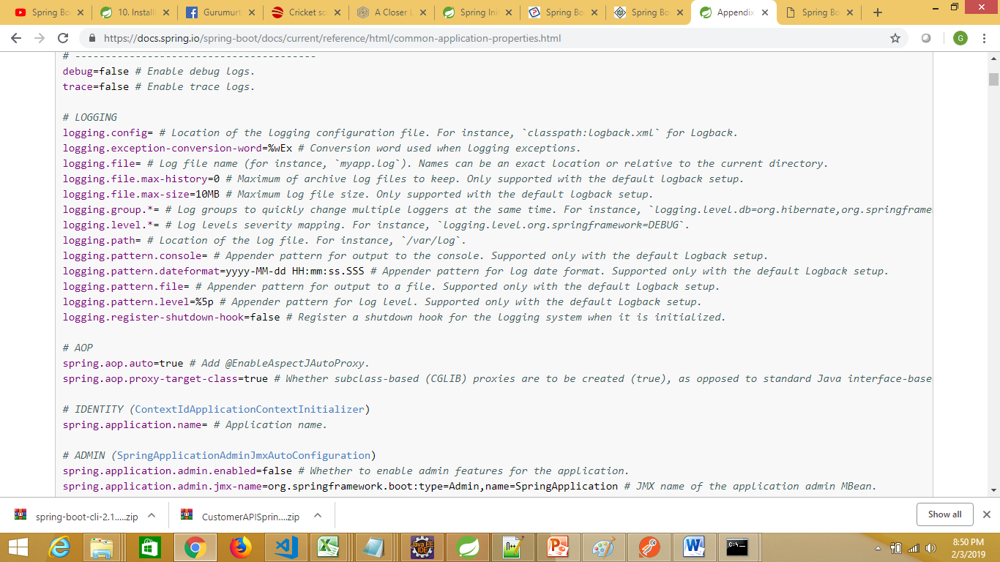 Spring Bo
10. Install
Gurumurt
Cricket sc
A Closer L
Spring Ini
Spring Bo
Spring Bo
Appendix
Spring Bo
https://docs.spring.io/spring-boot/docs/current/reference/html/common-application-properties.html
G
# ----------------------------------------
debug=false # Enable debug logs.
trace=false # Enable trace logs.
# LOGGING
logging.config= # Location of the logging configuration file. For instance, `classpath:logback.xml` for Logback.
logging.exception-conversion-word=%wEx # Conversion word used when logging exceptions.
logging.file= # Log file name (for instance, `myapp.log`). Names can be an exact location or relative to the current directory.
logging.file.max-history=0 # Maximum of archive log files to keep. Only supported with the default logback setup.
logging.file.max-size=10MB # Maximum log file size. Only supported with the default logback setup.
logging.group.*= # Log groups to quickly change multiple loggers at the same time. For instance, `logging.level.db=org.hibernate,org.springframe
logging.level.*= # Log levels severity mapping. For instance, `logging.level.org.springframework=DEBUG`.
logging.path= # Location of the log file. For instance, `/var/log`.
logging.pattern.console= # Appender pattern for output to the console. Supported only with the default Logback setup.
logging.pattern.dateformat=yyyy-MM-dd HH:mm:ss.SSS # Appender pattern for log date format. Supported only with the default Logback setup.
logging.pattern.file= # Appender pattern for output to a file. Supported only with the default Logback setup.
logging.pattern.level=%5p # Appender pattern for log level. Supported only with the default Logback setup.
logging.register-shutdown-hook=false # Register a shutdown hook for the logging system when it is initialized.
# AOP
spring.aop.auto=true # Add @EnableAspectJAutoProxy.
spring.aop.proxy-target-class=true # Whether subclass-based (CGLIB) proxies are to be created (true), as opposed to standard Java interface-base
# IDENTITY (ContextIdApplicationContextInitializer)
spring.application.name= # Application name.
# ADMIN (SpringApplicationAdminJmxAutoConfiguration)
spring.application.admin.enabled=false # Whether to enable admin features for the application.
spring.application.admin.jmx-name=org.springframework.boot:type=Admin,name=SpringApplication # JMX name of the application admin MBean.
spring-boot-cli-2.1.....zip
CustomerAPISprin....zip
Show all
Java EE
IDE
8:50 PM
2/3/2019